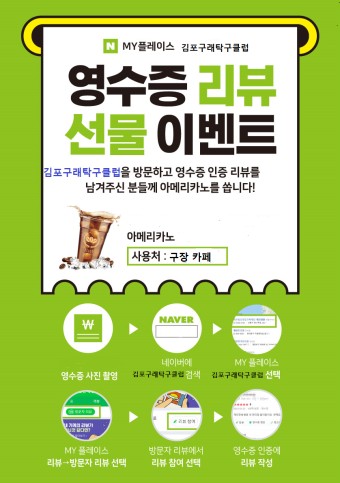 N MY플레이스 김포구래탁구클럽
영수증 리뷰
선물 이벤트
김포구래탁구클럽을 방문하고 영수증 인증 리뷰를
남겨주신 분들께 아메리카노를 쏩니다!
아메리카노
사용처 : 구장 카페
₩
영수증 사진 촬영
NAVER
네이버에
김포구래탁구클럽 검색
MY 플레이스
김포구래탁구클럽 선택
MY 플레이스
리뷰→방문자 리뷰 선택
리뷰 참여
방문자 리뷰에서
리뷰 참여 선택
영수증 인증에
리뷰 작성